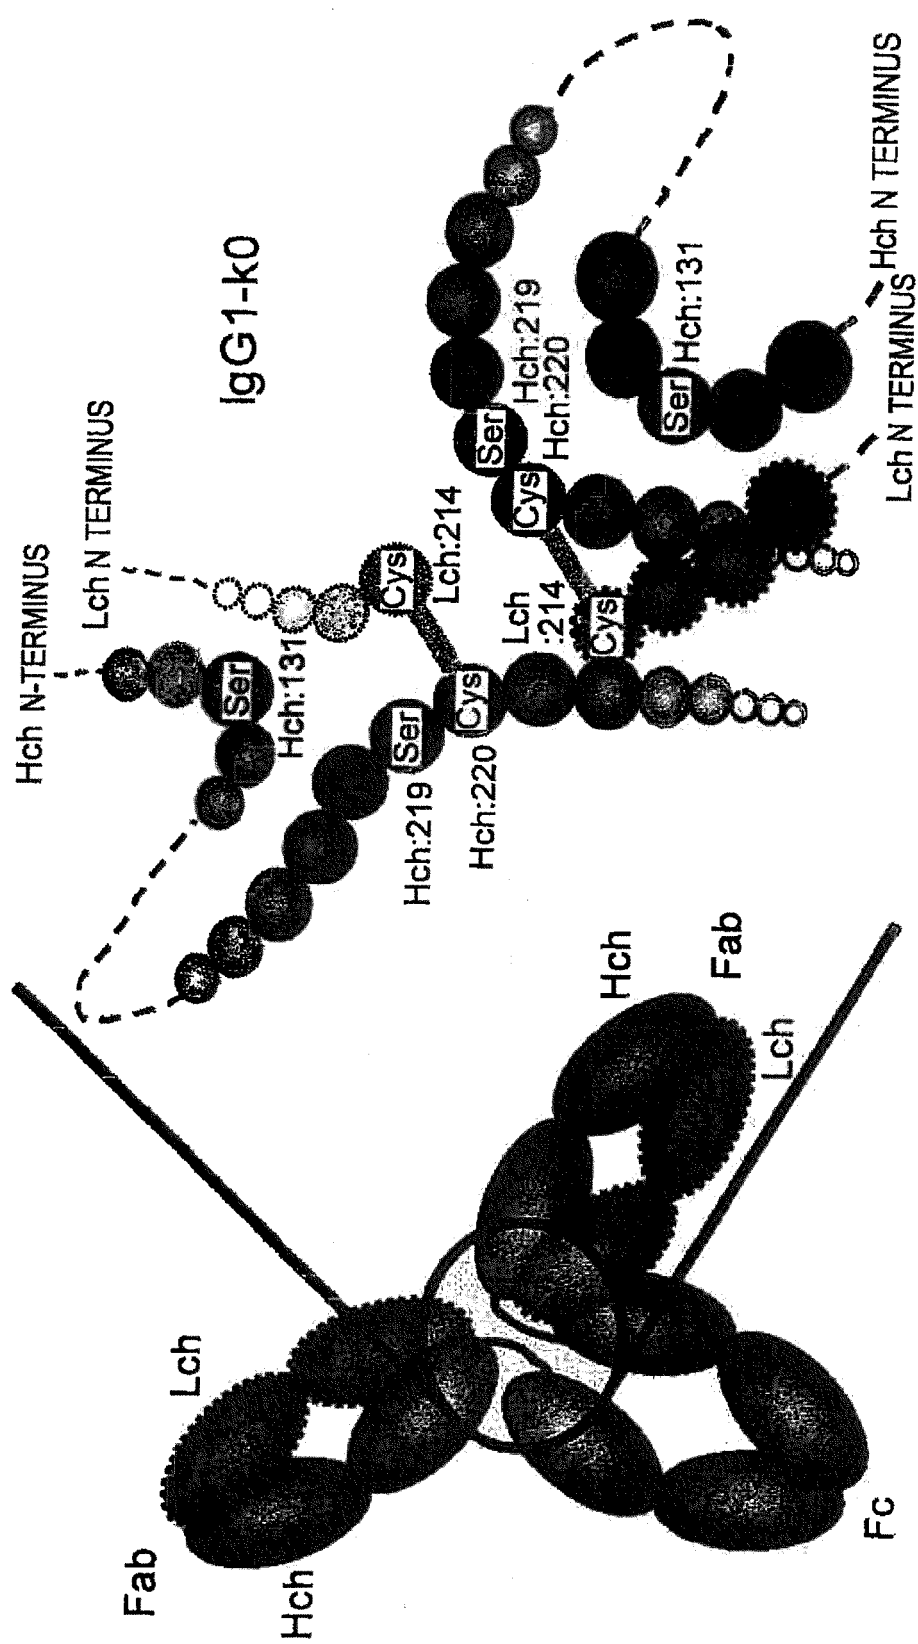 IgG1-k0
Hch N-TERMINUS
Lch N TERMINUS
Ser
Hch:131
Cys
Lch:214
Ser
Hch:219
Cys
Hch:220
Ser
Hch:219
Cys
Hch:220
Lch
:214
Cys
Ser
Hch:131
Hch N TERMINUS
Lch N TERMINUS
Fab
Lch
Hch
Hch
Fab
Lch
Fc